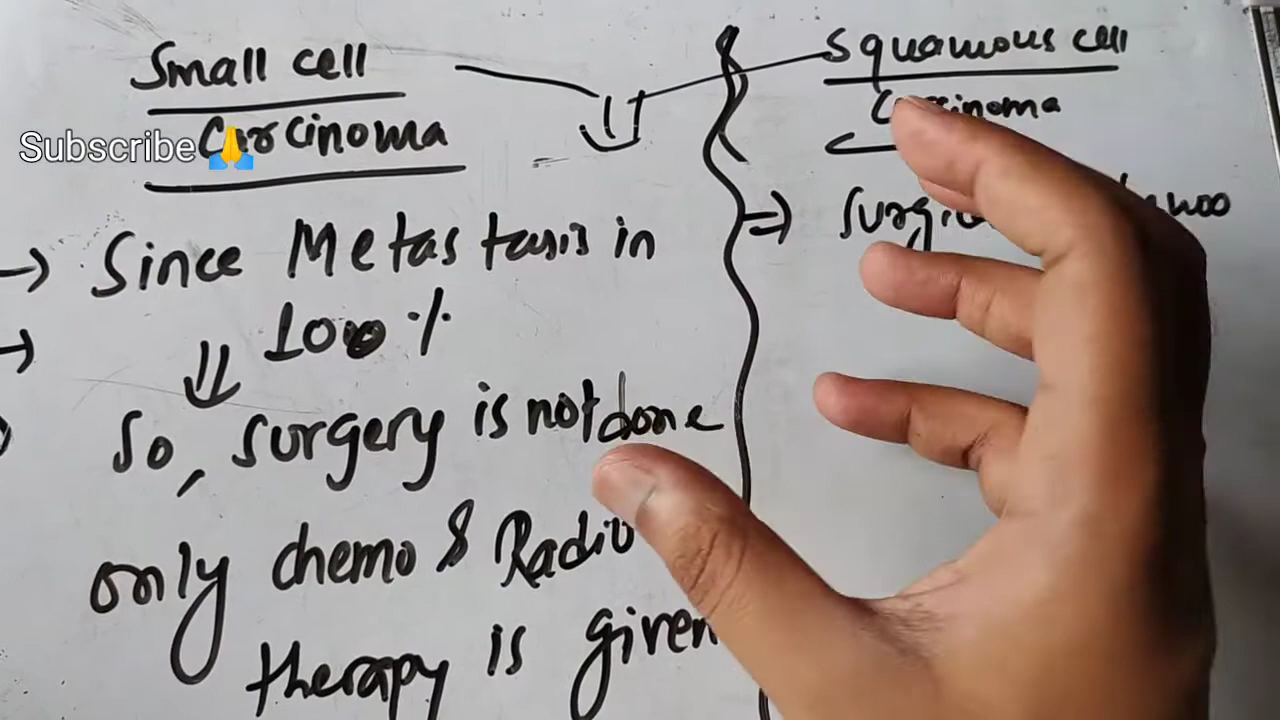 Small cell
Carcinoma
Subscribe🙏
→ Since Metastasis in
100 %
→
⇓
So, surgery is not done
only chemo & Radio
therapy is given
Squamous cell
⇒